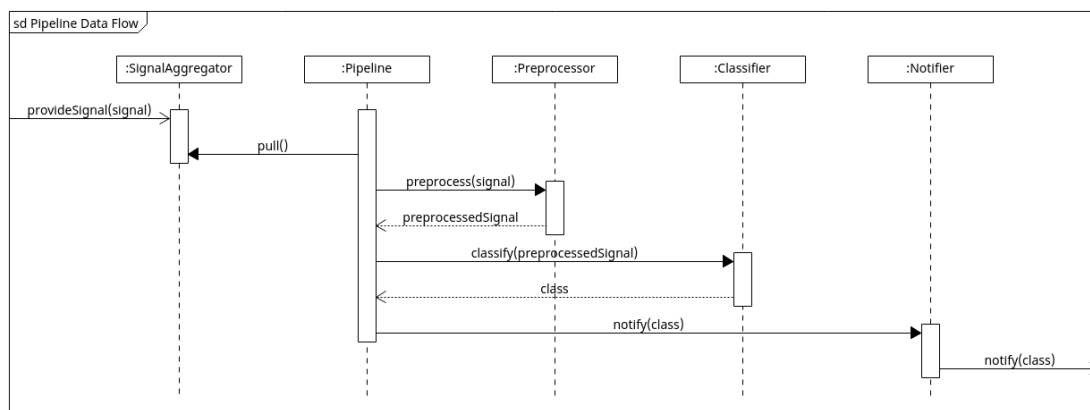 sd Pipeline Data Flow
:SignalAggregator
:Pipeline
:Preprocessor
:Classifier
:Notifier
provideSignal(signal)
pull()
preprocess(signal)
preprocessedSignal
classify(preprocessedSignal)
class
notify(class)
notify(class)